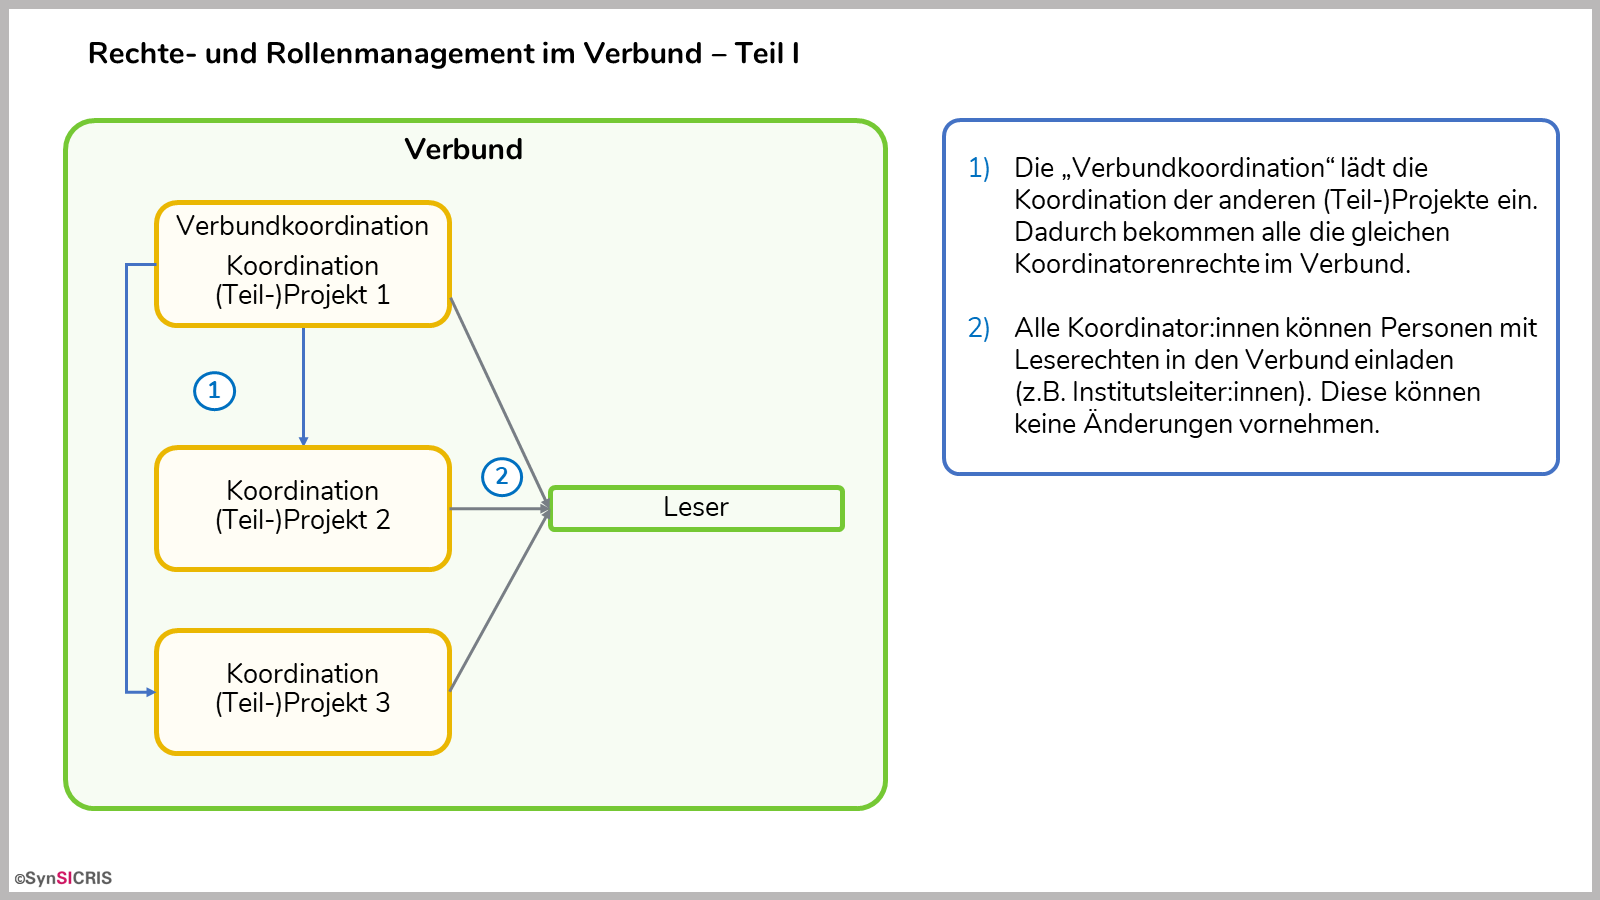 Rechte- und Rollenmanagement im Verbund – Teil I
Verbund
Verbundkoordination
Koordination
(Teil-)Projekt 1
1
Koordination
(Teil-)Projekt 2
2
Leser
Koordination
(Teil-)Projekt 3
1) Die „Verbundkoordination“ lädt die
Koordination der anderen (Teil-)Projekte ein.
Dadurch bekommen alle die gleichen
Koordinatorenrechte im Verbund.
2) Alle Koordinator:innen können Personen mit
Leserechten in den Verbund einladen
(z.B. Institutsleiter:innen). Diese können
keine Änderungen vornehmen.
©SynSICRIS